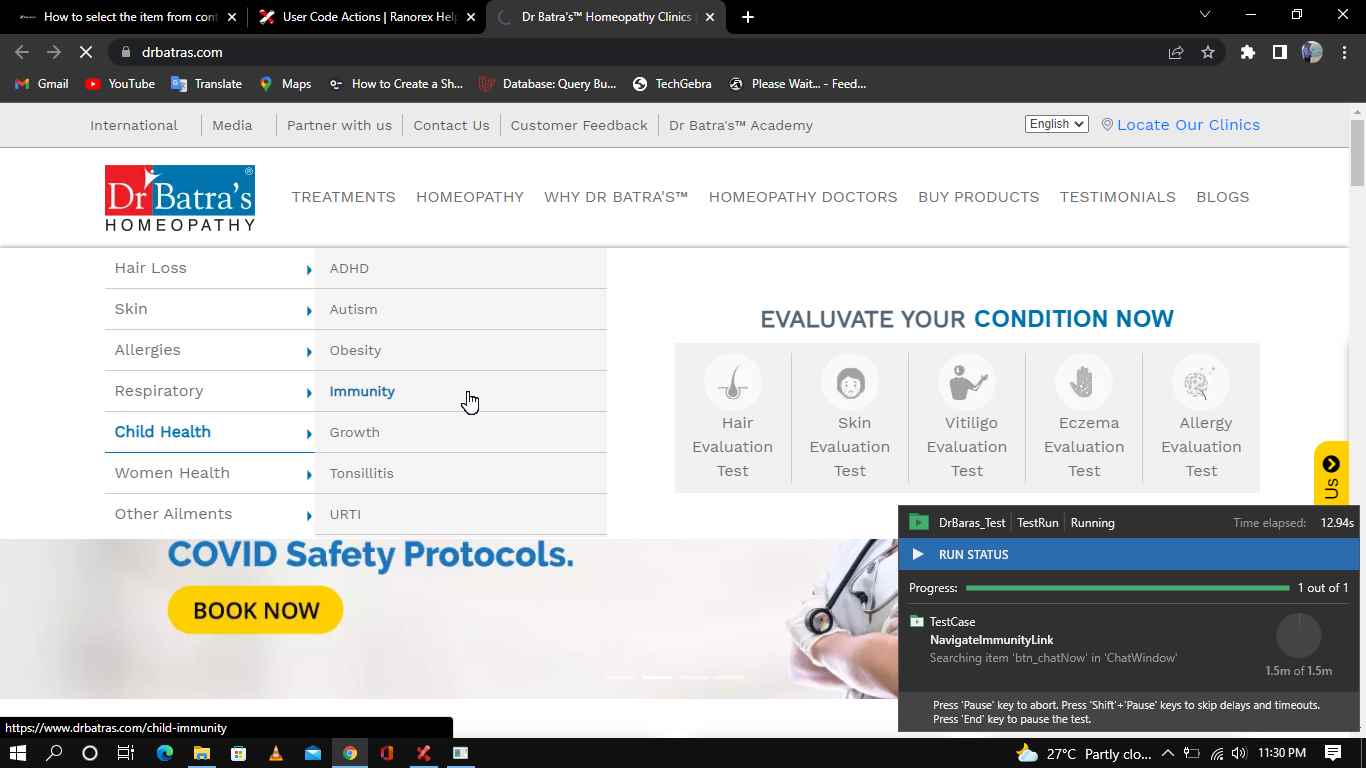 How to select the item from cont
User Code Actions | Ranorex Help
Dr Batra's™ Homeopathy Clinics
drbatras.com
Gmail YouTube Translate Maps How to Create a Sh... Database: Query Bu... TechGebra Please Wait... - Feed...
International Media Partner with us Contact Us Customer Feedback Dr Batra's™ Academy English Locate Our Clinics
Dr Batra's®
HOMEOPATHY
TREATMENTS HOMEOPATHY WHY DR BATRA'S™ HOMEOPATHY DOCTORS BUY PRODUCTS TESTIMONIALS BLOGS
Hair Loss
Skin
Allergies
Respiratory
Child Health
Women Health
Other Ailments
ADHD
Autism
Obesity
Immunity
Growth
Tonsillitis
URTI
EVALUVATE YOUR CONDITION NOW
Hair
Evaluation
Test
Skin
Evaluation
Test
Vitiligo
Evaluation
Test
Eczema
Evaluation
Test
Allergy
Evaluation
Test
Us
COVID Safety Protocols.
BOOK NOW
DrBaras_Test TestRun Running Time elapsed: 12.94s
RUN STATUS
Progress: 1 out of 1
TestCase
NavigateImmunityLink
Searching item 'btn_chatNow' in 'ChatWindow'
1.5m of 1.5m
Press 'Pause' key to abort. Press 'Shift'+'Pause' keys to skip delays and timeouts.
Press 'End' key to pause the test.
https://www.drbatras.com/child-immunity
27°C Partly clo... 11:30 PM